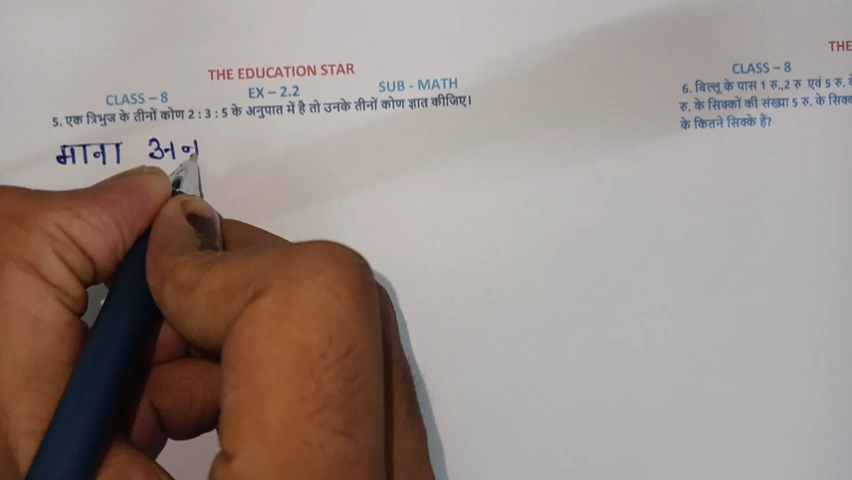 THE EDUCATION STAR
CLASS – 8 EX – 2.2 SUB - MATH
5. एक त्रिभुज के तीनों कोण 2 : 3 : 5 के अनुपात में है तो उनके तीनों कोण ज्ञात कीजिए।
माना
THE
CLASS – 8
6. बिल्लू के पास 1 रु.,2 रु एवं 5 रु.
रु. के सिक्कों की संख्या 5 रु. के
के कितने सिक्के हैं?